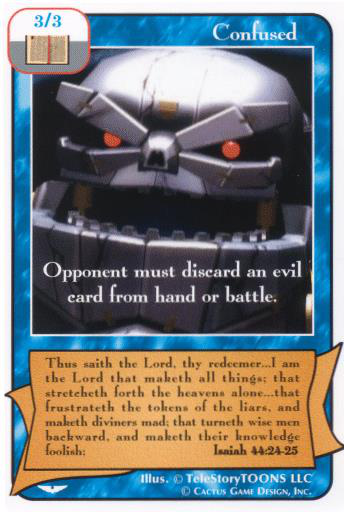 3/3
Confused
Opponent must discard an evil
card from hand or battle.
Thus saith the Lord, thy redeemer...I am
the Lord that maketh all things; that
stretcheth forth the heavens alone...that
frustrateth the tokens of the liars, and
maketh diviners mad; that turneth wise men
backward, and maketh their knowledge
foolish; Isaiah 44:24-25
Illus. © TeleStoryTOONS LLC
© Cactus Game Design, Inc.